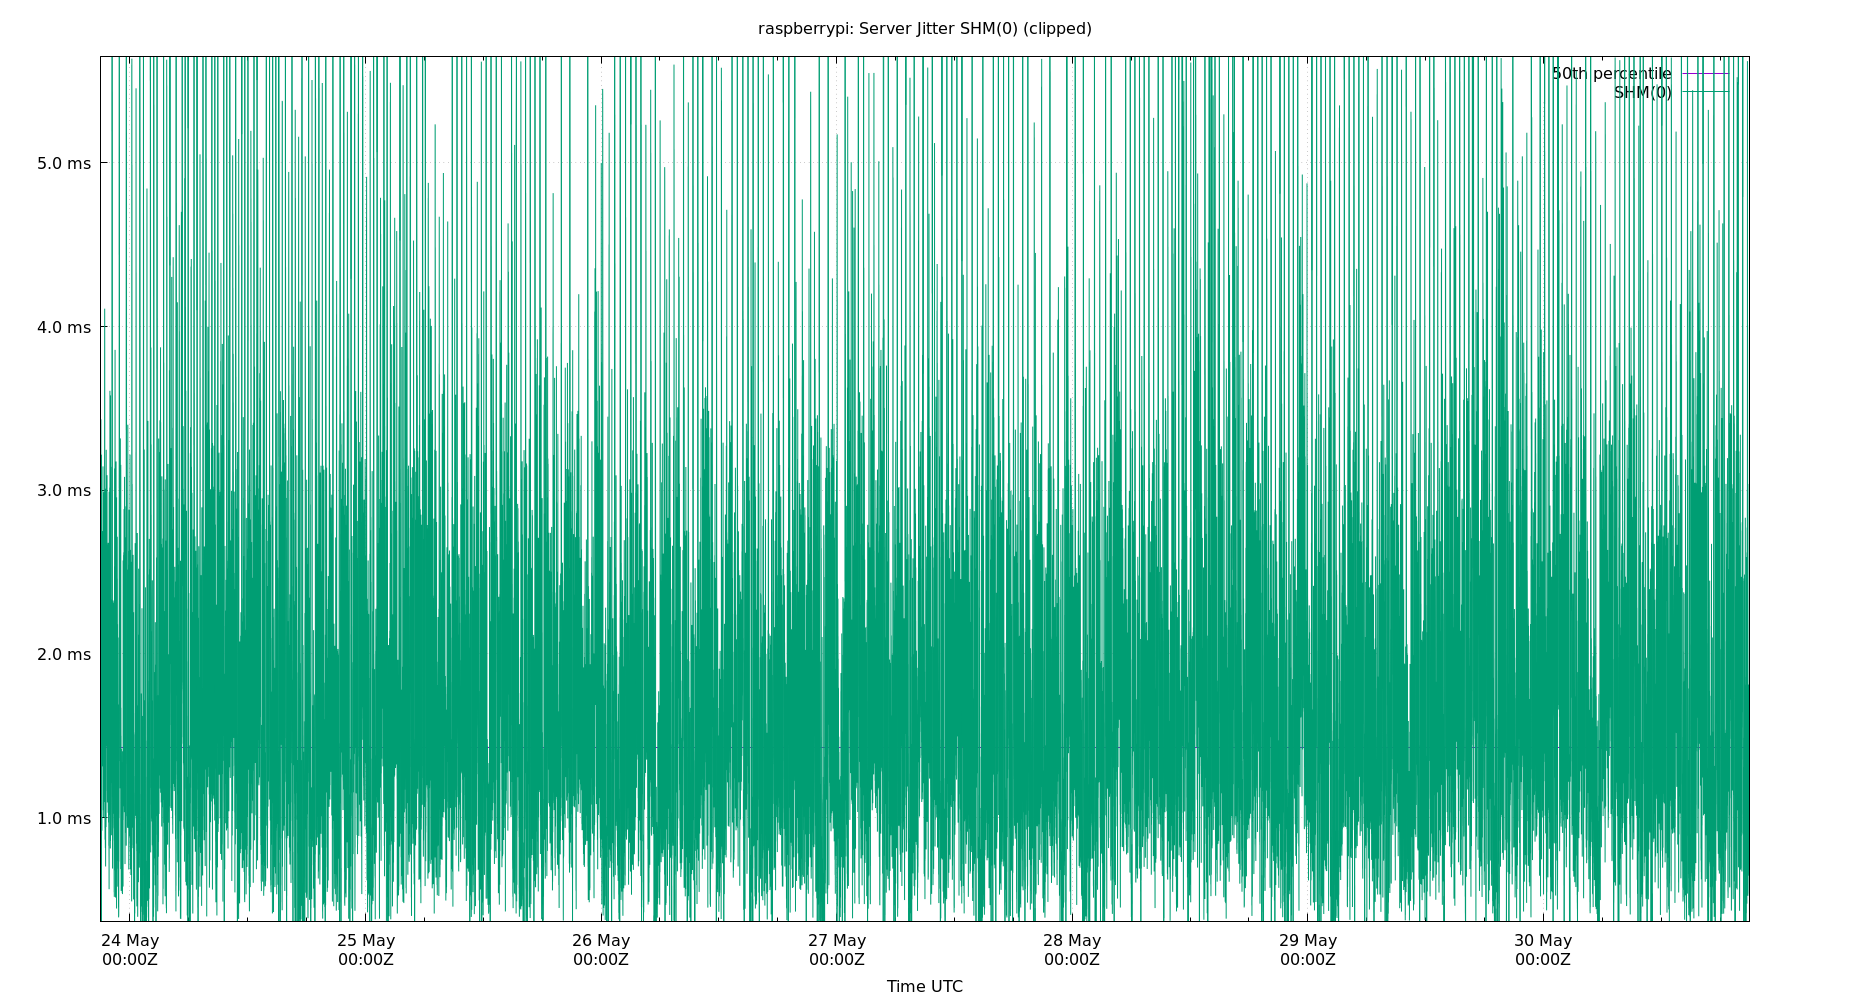 raspberrypi: Server Jitter SHM(0) (clipped)
50th percentile
SHM(0)
5.0 ms
4.0 ms
3.0 ms
2.0 ms
1.0 ms
24 May 25 May 26 May 27 May 28 May 29 May 30 May
00:00Z 00:00Z 00:00Z 00:00Z 00:00Z 00:00Z 00:00Z
Time UTC